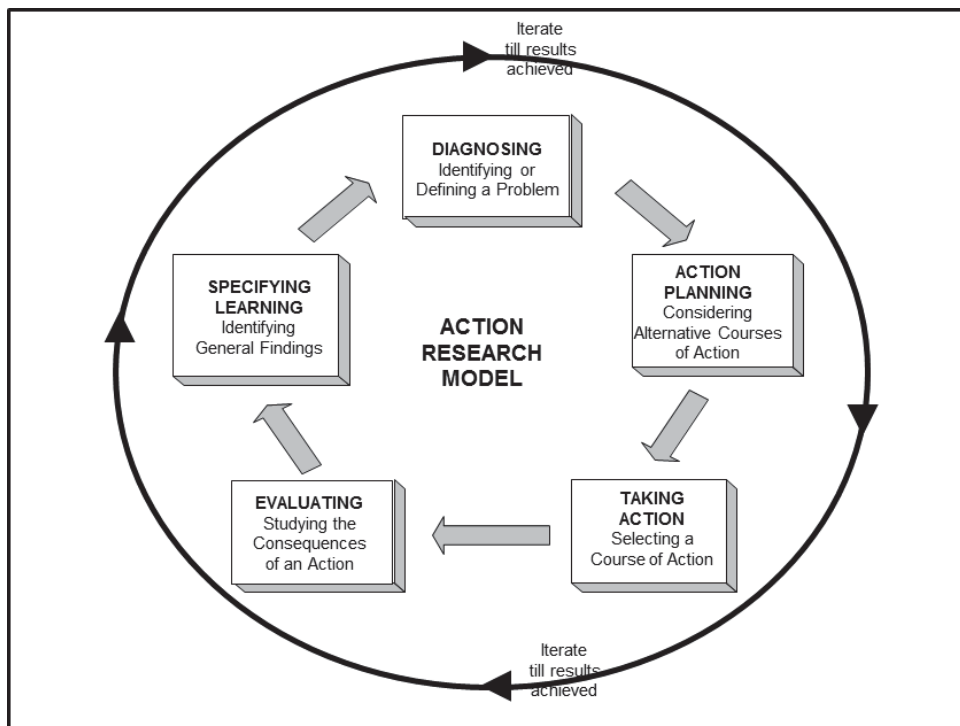 Iterate
till results
achieved
DIAGNOSING
Identifying or
Defining a Problem
ACTION
PLANNING
Considering
Alternative Courses
of Action
TAKING
ACTION
Selecting a
Course of Action
EVALUATING
Studying the
Consequences
of an Action
SPECIFYING
LEARNING
Identifying
General Findings
ACTION
RESEARCH
MODEL
Iterate
till results
achieved